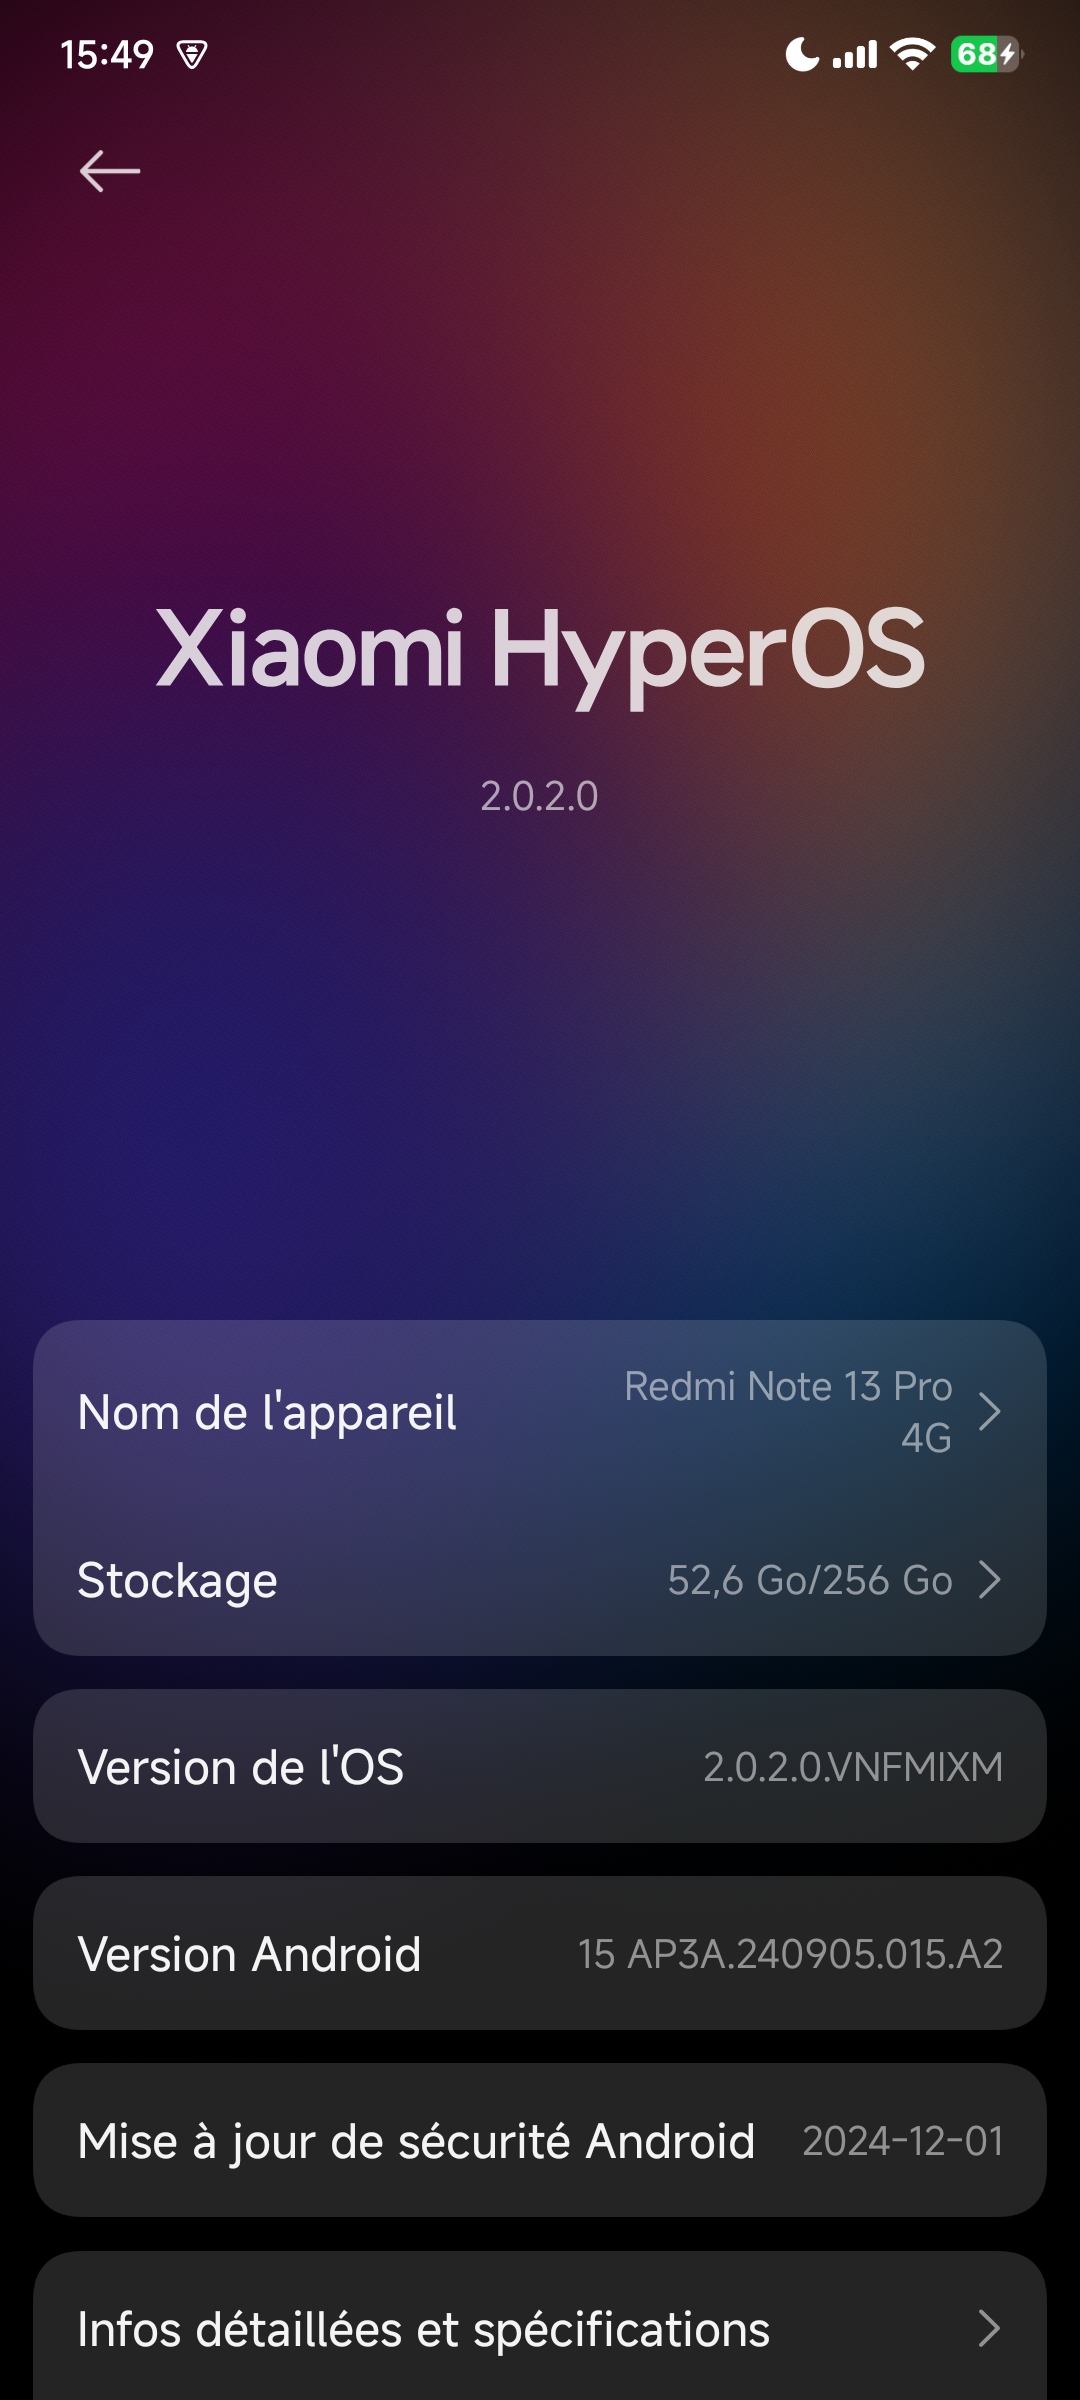 15:49
68
Xiaomi HyperOS
2.0.2.0
Nom de l'appareil
Redmi Note 13 Pro
4G
Stockage
52,6 Go/256 Go
Version de l'OS
2.0.2.0.VNFMIXM
Version Android
15 AP3A.240905.015.A2
Mise à jour de sécurité Android
2024-12-01
Infos détaillées et spécifications